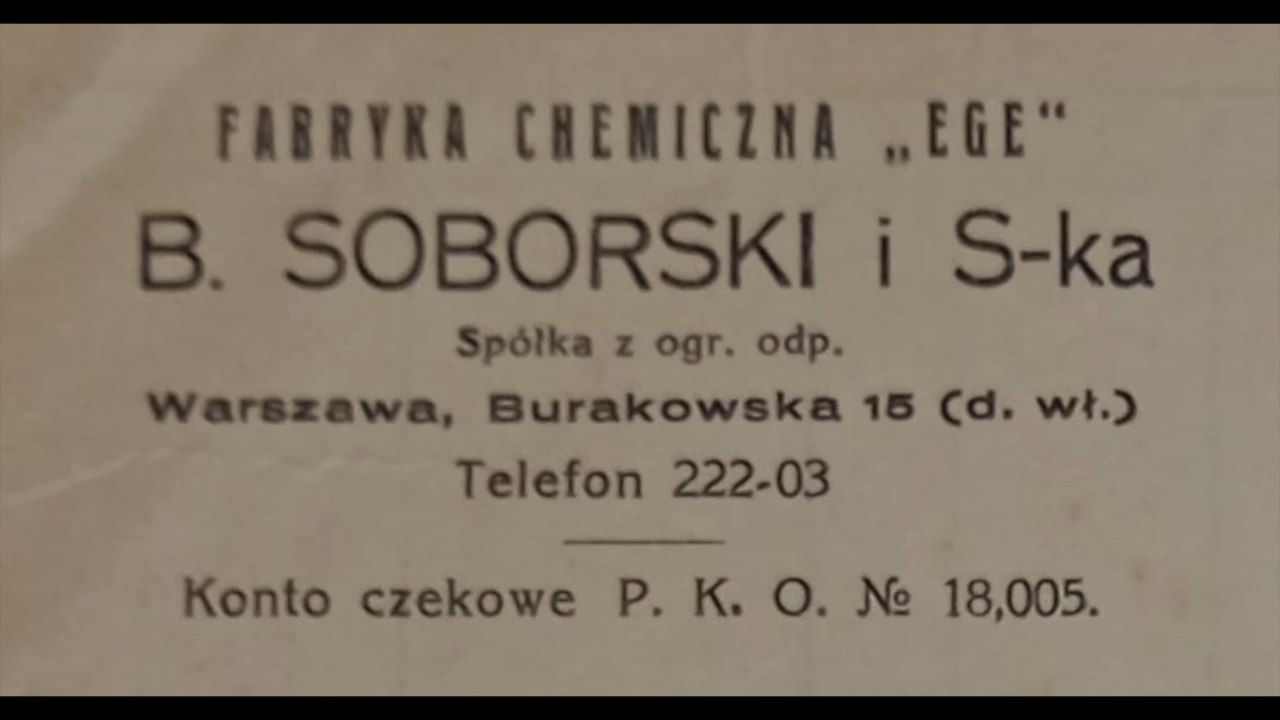 FABRYKA CHEMICZNA „EGE“
B. SOBORSKI i S-ka
Spółka z ogr. odp.
Warszawa, Burakowska 15 (d. wł.)
Telefon 222-03
Konto czekowe P. K. O. № 18,005.